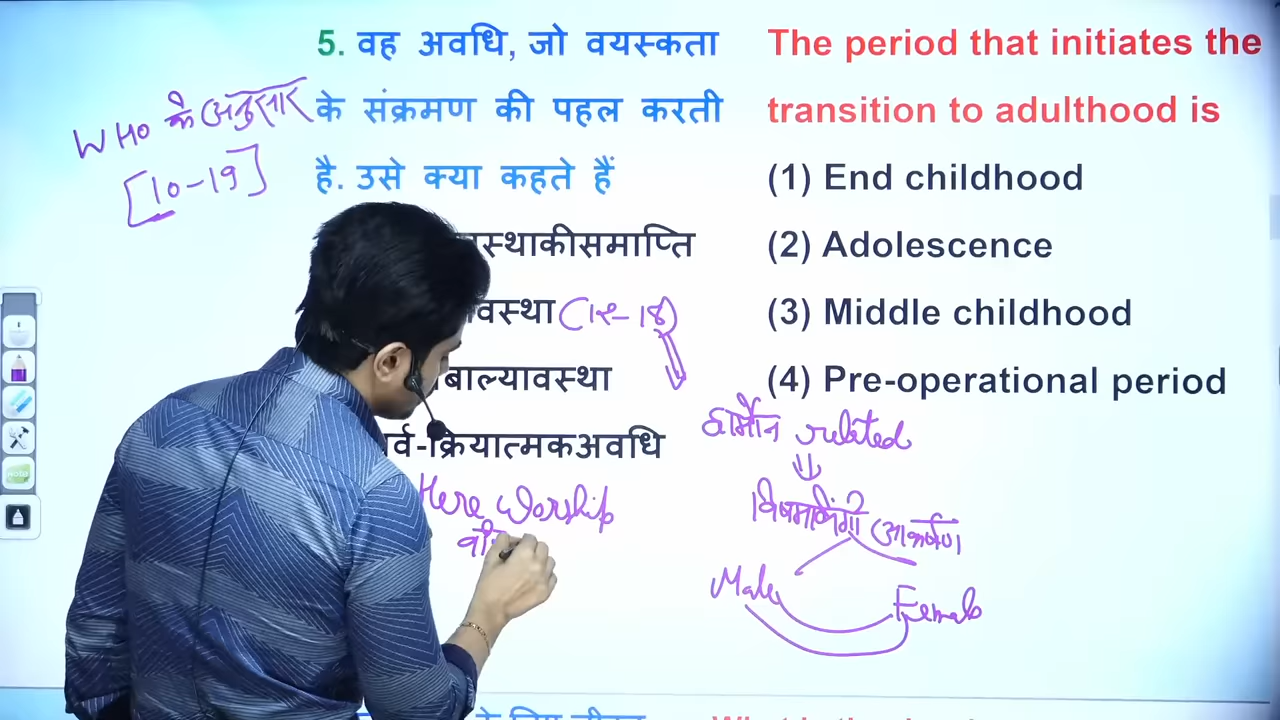 5. वह अवधि, जो वयस्कता
के संक्रमण की पहल करती
है. उसे क्या कहते हैं
स्थाकीसमाप्ति
वस्था (12-18)
बाल्यावस्था
र्व-क्रियात्मकअवधि
The period that initiates the
transition to adulthood is
(1) End childhood
(2) Adolescence
(3) Middle childhood
(4) Pre-operational period
WHO के अनुसार
[10-19]
हार्मोन related
विषमलिंगी आकर्षण
Male
Female
Here Worship
के लिए